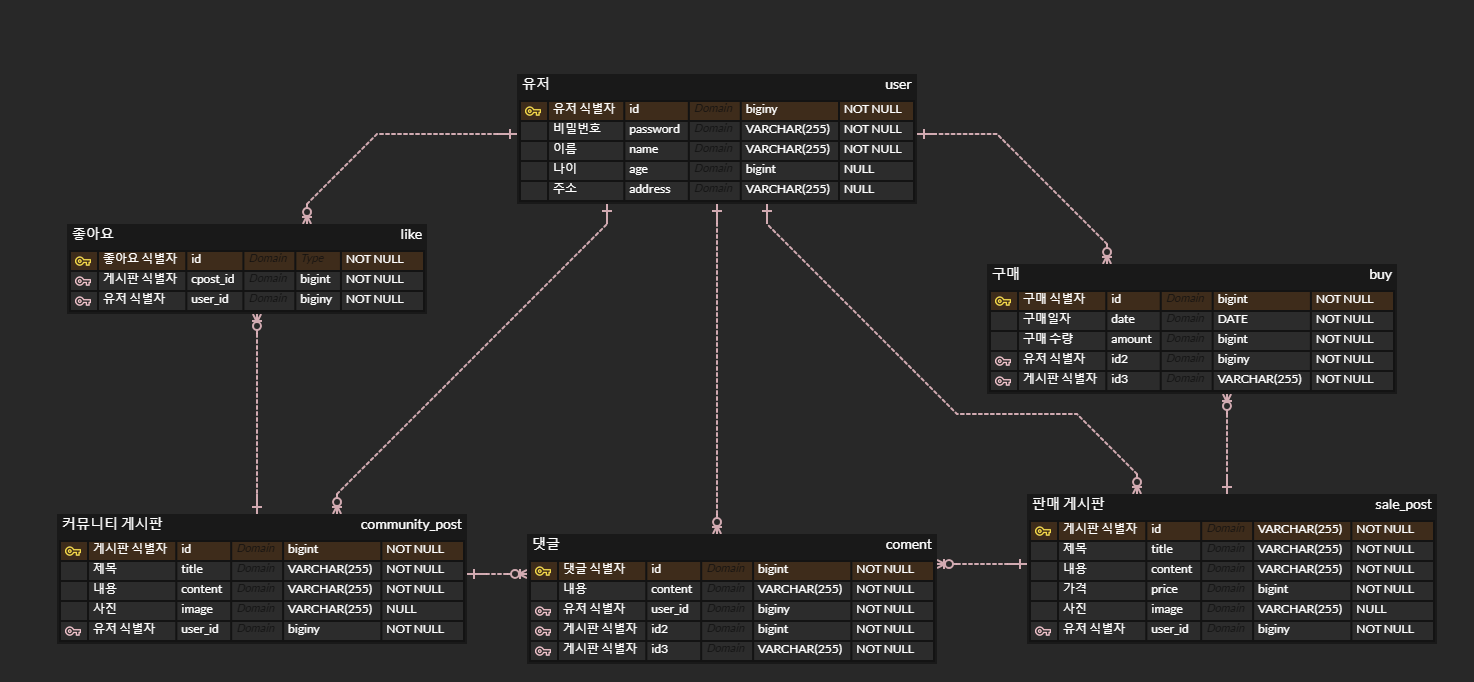 유저 user
유저 식별자 id Domain biginy NOT NULL
비밀번호 password Domain VARCHAR(255) NOT NULL
이름 name Domain VARCHAR(255) NOT NULL
나이 age Domain bigint NULL
주소 address Domain VARCHAR(255) NULL
좋아요 like
좋아요 식별자 id Domain Type NOT NULL
게시판 식별자 cpost_id Domain bigint NOT NULL
유저 식별자 user_id Domain biginy NOT NULL
구매 buy
구매 식별자 id Domain bigint NOT NULL
구매일자 date Domain DATE NOT NULL
구매 수량 amount Domain bigint NOT NULL
유저 식별자 id2 Domain biginy NOT NULL
게시판 식별자 id3 Domain VARCHAR(255) NOT NULL
커뮤니티 게시판 community_post
게시판 식별자 id Domain bigint NOT NULL
제목 title Domain VARCHAR(255) NOT NULL
내용 content Domain VARCHAR(255) NOT NULL
사진 image Domain VARCHAR(255) NULL
유저 식별자 user_id Domain biginy NOT NULL
댓글 coment
댓글 식별자 id Domain bigint NOT NULL
내용 content Domain VARCHAR(255) NOT NULL
유저 식별자 user_id Domain biginy NOT NULL
게시판 식별자 id2 Domain bigint NOT NULL
게시판 식별자 id3 Domain VARCHAR(255) NOT NULL
판매 게시판 sale_post
게시판 식별자 id Domain VARCHAR(255) NOT NULL
제목 title Domain VARCHAR(255) NOT NULL
내용 content Domain VARCHAR(255) NOT NULL
가격 price Domain bigint NOT NULL
사진 image Domain VARCHAR(255) NULL
유저 식별자 user_id Domain biginy NOT NULL